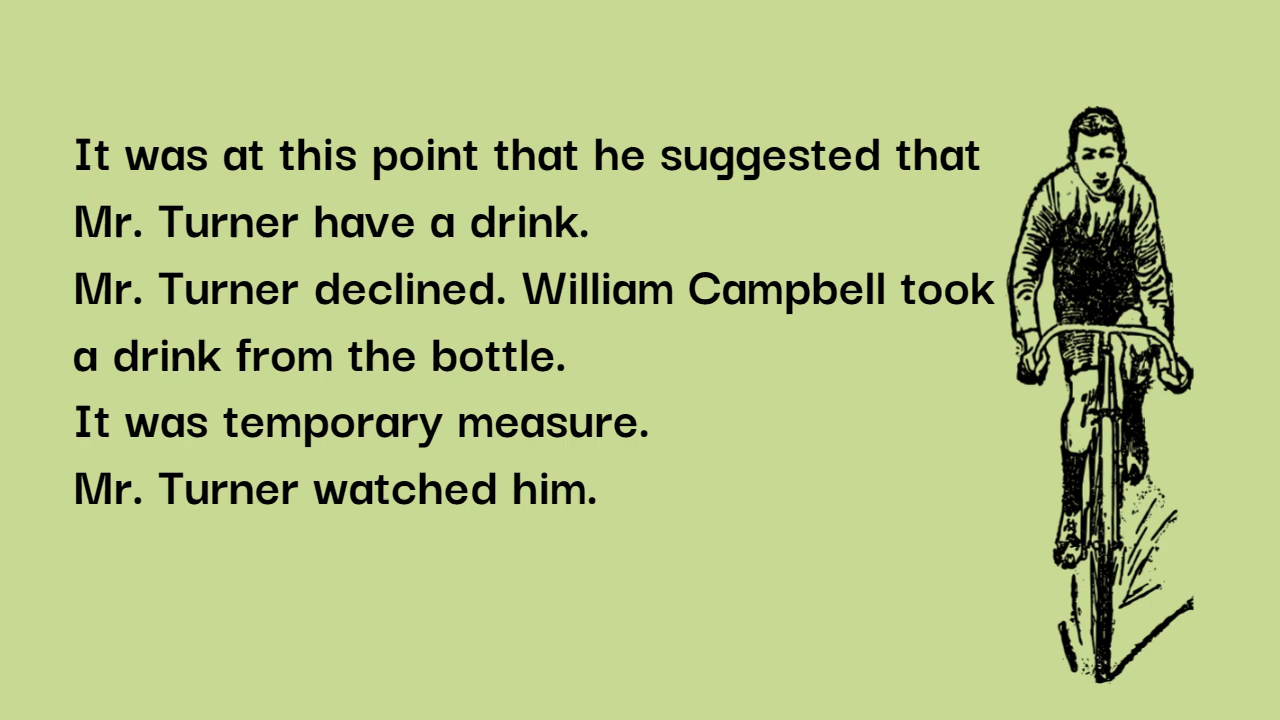 It was at this point that he suggested that
Mr. Turner have a drink.
Mr. Turner declined. William Campbell took
a drink from the bottle.
It was temporary measure.
Mr. Turner watched him.